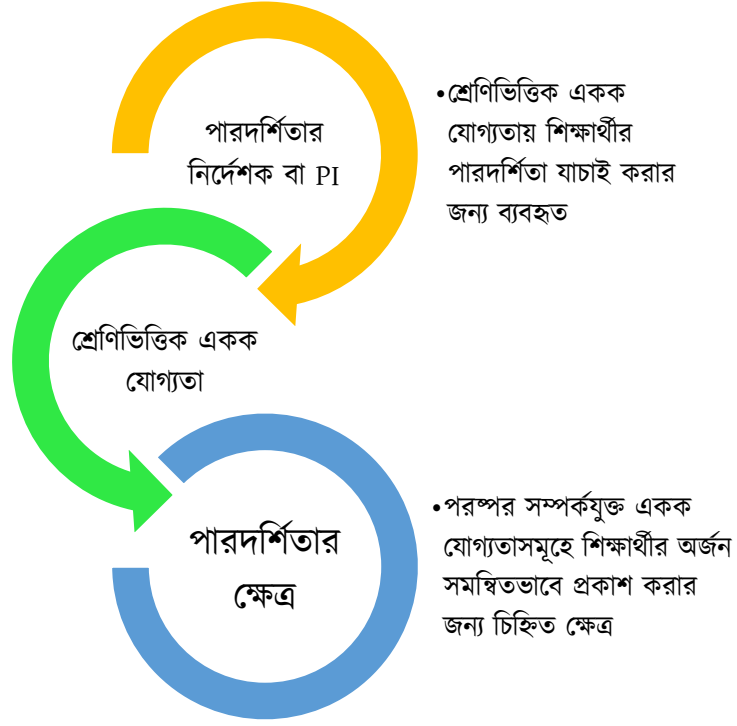 পারদর্শিতার
নির্দেশক বা PI
•শ্রেণিভিত্তিক একক
যোগ্যতায় শিক্ষার্থীর
পারদর্শিতা যাচাই করার
জন্য ব্যবহৃত
শ্রেণিভিত্তিক একক
যোগ্যতা
পারদর্শিতার
ক্ষেত্র
•পরষ্পর সম্পর্কযুক্ত একক
যোগ্যতাসমূহে শিক্ষার্থীর অর্জন
সমন্বিতভাবে প্রকাশ করার
জন্য চিহ্নিত ক্ষেত্র